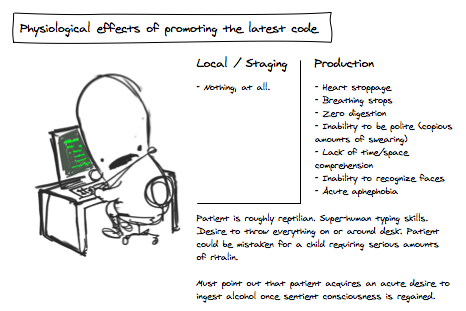 Physiological effects of promoting the latest code
Local / Staging
- Nothing, at all.
Production
- Heart stoppage
- Breathing stops
- Zero digestion
- Inability to be polite (copious
amounts of swearing)
- Lack of time/space
comprehension
- Inability to recognize faces
- Acute aphephobia
Patient is roughly reptilian. Super-human typing skills.
Desire to throw everything on or around desk. Patient
could be mistaken for a child requiring serious amounts
of ritalin.
Must point out that patient acquires an acute desire to
ingest alcohol once sentient consciousness is regained.